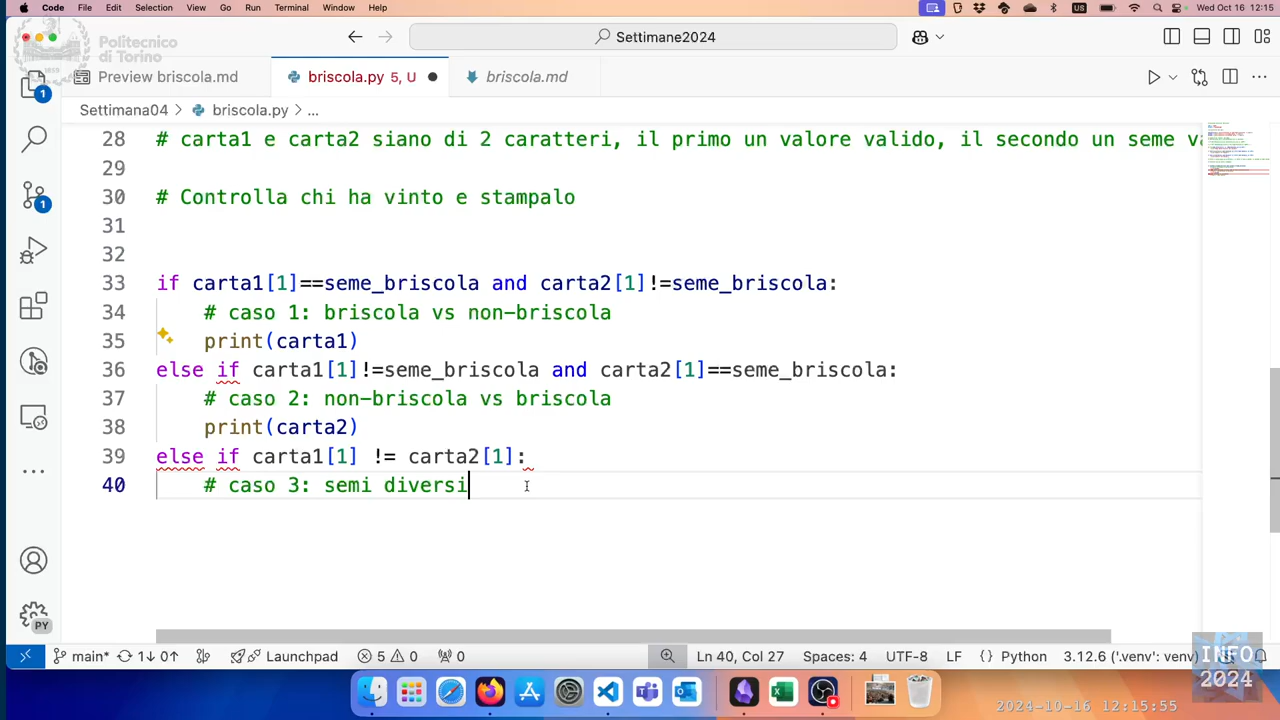 Code File Edit Selection View Go Run Terminal Window Help US Wed Oct 16 12:15
Politecnico di Torino
Settimane2024
Preview briscola.md briscola.py 5, U briscola.md
Settimana04 > briscola.py > ...
28 # carta1 e carta2 siano di 2 caratteri, il primo un valore valido, il secondo un seme va
29
30 # Controlla chi ha vinto e stampalo
31
32
33 if carta1[1]==seme_briscola and carta2[1]!=seme_briscola:
34 # caso 1: briscola vs non-briscola
35 print(carta1)
36 else if carta1[1]!=seme_briscola and carta2[1]==seme_briscola:
37 # caso 2: non-briscola vs briscola
38 print(carta2)
39 else if carta1[1] != carta2[1]:
40 # caso 3: semi diversi
1
1
PY
main* 1↓ 0↑ Launchpad 5 0 0 Ln 40, Col 27 Spaces: 4 UTF-8 LF {} Python 3.12.6 ('.venv': venv)
INFO
2024
2024-10-16 12:15:55